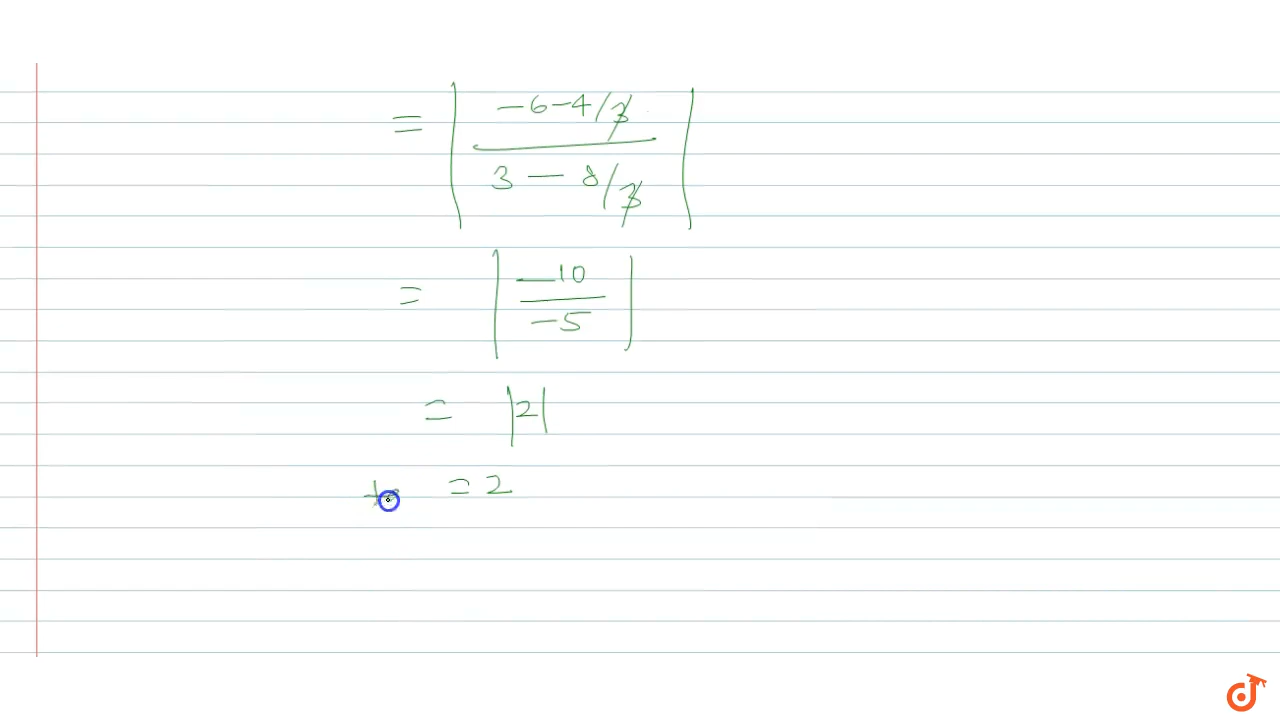 = | -6-4/3
3 - 8/3 |
= | -10
-5 |
= |2|
= 2